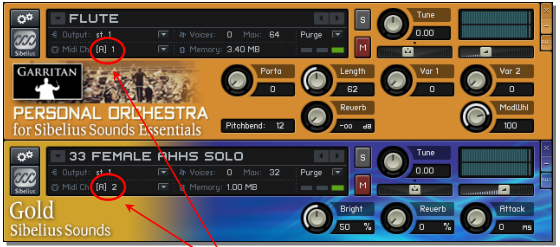 FLUTE
Output: st.1 Voices: 0 Max: 64 Purge
Midi Ch: [A] 1 Memory: 3.40 MB
Sibelius
S
M
Tune
0.00
GARRITAN
PERSONAL ORCHESTRA
for Sibelius Sounds Essentials
Porta
0
Length
62
Var 1
0
Var 2
0
Pitchbend: 12
Reverb
-oo dB
ModWhl
100
33 FEMALE AHHS SOLO
Output: st.1 Voices: 0 Max: 32 Purge
Midi Ch: [A] 2 Memory: 1.00 MB
Sibelius
S
M
Tune
0.00
Gold
Sibelius Sounds
Bright
50 %
Reverb
0 %
Attack
0 ms